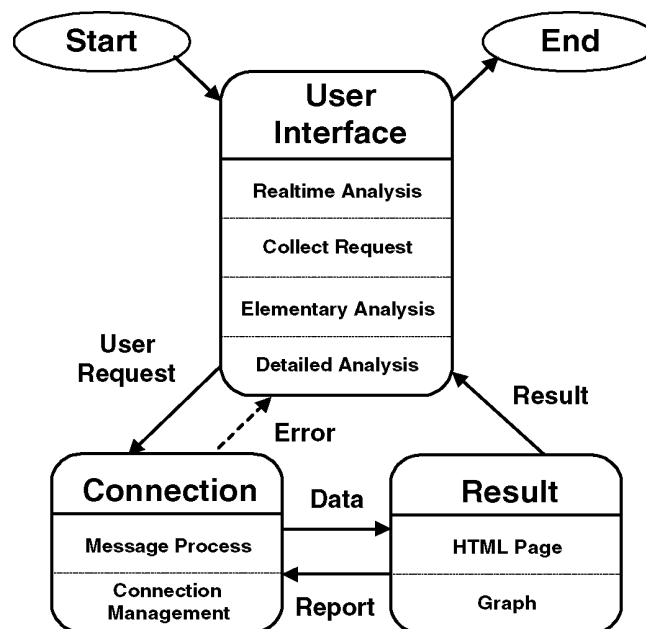 Start
End
User
Interface
Realtime Analysis
Collect Request
Elementary Analysis
Detailed Analysis
User
Request
Error
Result
Connection
Message Process
Connection
Management
Data
Report
Result
HTML Page
Graph